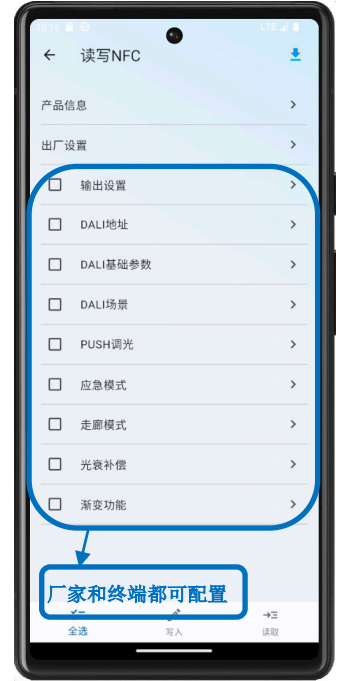 读写NFC
产品信息
出厂设置
输出设置
DALI地址
DALI基础参数
DALI场景
PUSH调光
应急模式
走廊模式
光衰补偿
渐变功能
厂家和终端都可配置
全选 写入 读取